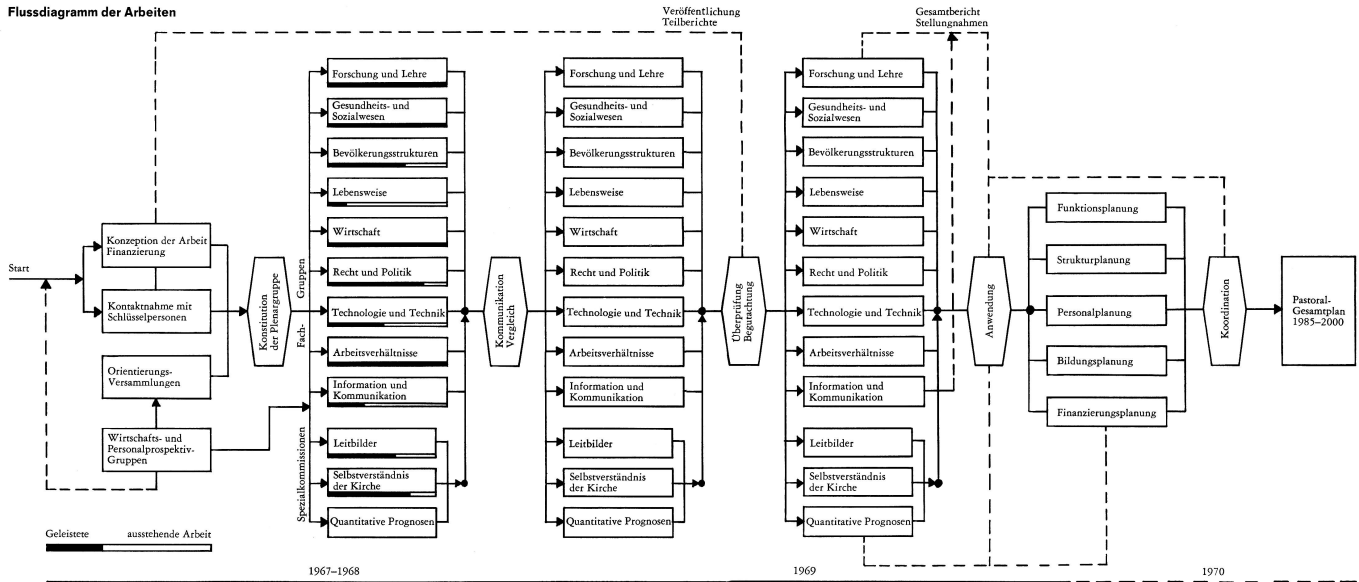 Flussdiagramm der Arbeiten
Veröffentlichung
Teilberichte
Gesamtbericht
Stellungnahmen
Start
Konzeption der Arbeit
Finanzierung
Kontaktnahme mit
Schlüsselpersonen
Orientierungs-
Versammlungen
Wirtschafts- und
Personalprospektiv-
Gruppen
Konstitution
der Plenargruppe
Fach- Gruppen
Spezialkommissionen
Forschung und Lehre
Gesundheits- und
Sozialwesen
Bevölkerungsstrukturen
Lebensweise
Wirtschaft
Recht und Politik
Technologie und Technik
Arbeitsverhältnisse
Information und
Kommunikation
Leitbilder
Selbstverständnis
der Kirche
Quantitative Prognosen
Kommunikation
Vergleich
Forschung und Lehre
Gesundheits- und
Sozialwesen
Bevölkerungsstrukturen
Lebensweise
Wirtschaft
Recht und Politik
Technologie und Technik
Arbeitsverhältnisse
Information und
Kommunikation
Leitbilder
Selbstverständnis
der Kirche
Quantitative Prognosen
Überprüfung
Begutachtung
Forschung und Lehre
Gesundheits- und
Sozialwesen
Bevölkerungsstrukturen
Lebensweise
Wirtschaft
Recht und Politik
Technologie und Technik
Arbeitsverhältnisse
Information und
Kommunikation
Leitbilder
Selbstverständnis
der Kirche
Quantitative Prognosen
Anwendung
Funktionsplanung
Strukturplanung
Personalplanung
Bildungsplanung
Finanzierungsplanung
Koordination
Pastoral-
Gesamtplan
1985–2000
Geleistete ausstehende Arbeit
1967–1968
1969
1970